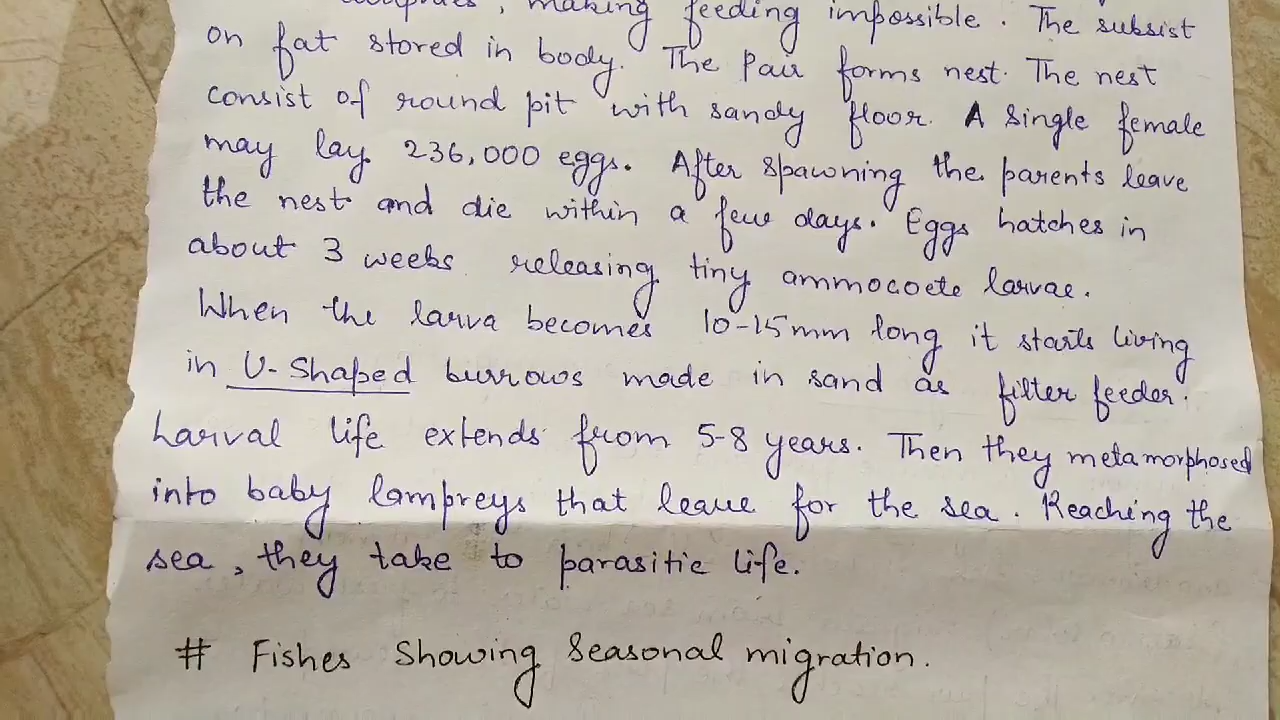 , making feeding impossible. The subsist
on fat stored in body. The Pair forms nest. The nest
consist of round pit with sandy floor. A single female
may lay 236,000 eggs. After spawning the parents leave
the nest and die within a few days. Eggs hatches in
about 3 weeks releasing tiny ammocoete larvae.
When the larva becomes 10-15mm long it starts living
in U-Shaped burrows made in sand as filter feeder.
Larval life extends from 5-8 years. Then they metamorphosed
into baby lampreys that leave for the sea. Reaching the
sea, they take to parasitic life.
# Fishes Showing Seasonal migration.